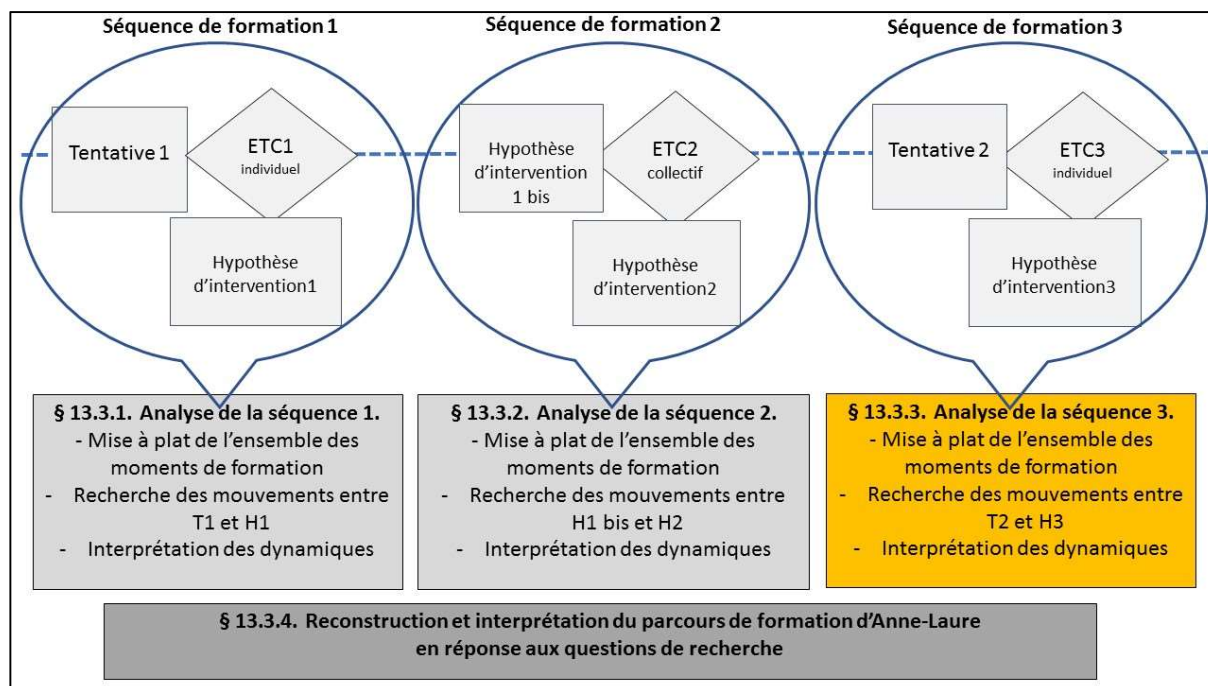 Séquence de formation 1
Tentative 1
ETC1
individuel
Hypothèse
d’intervention1
Séquence de formation 2
Hypothèse
d’intervention
1 bis
ETC2
collectif
Hypothèse
d’intervention2
Séquence de formation 3
Tentative 2
ETC3
individuel
Hypothèse
d’intervention3
§ 13.3.1. Analyse de la séquence 1.
- Mise à plat de l’ensemble des
moments de formation
- Recherche des mouvements entre
T1 et H1
- Interprétation des dynamiques
§ 13.3.2. Analyse de la séquence 2.
- Mise à plat de l’ensemble des
moments de formation
- Recherche des mouvements entre
H1 bis et H2
- Interprétation des dynamiques
§ 13.3.3. Analyse de la séquence 3.
- Mise à plat de l’ensemble des
moments de formation
- Recherche des mouvements entre
T2 et H3
- Interprétation des dynamiques
§ 13.3.4. Reconstruction et interprétation du parcours de formation d’Anne-Laure
en réponse aux questions de recherche